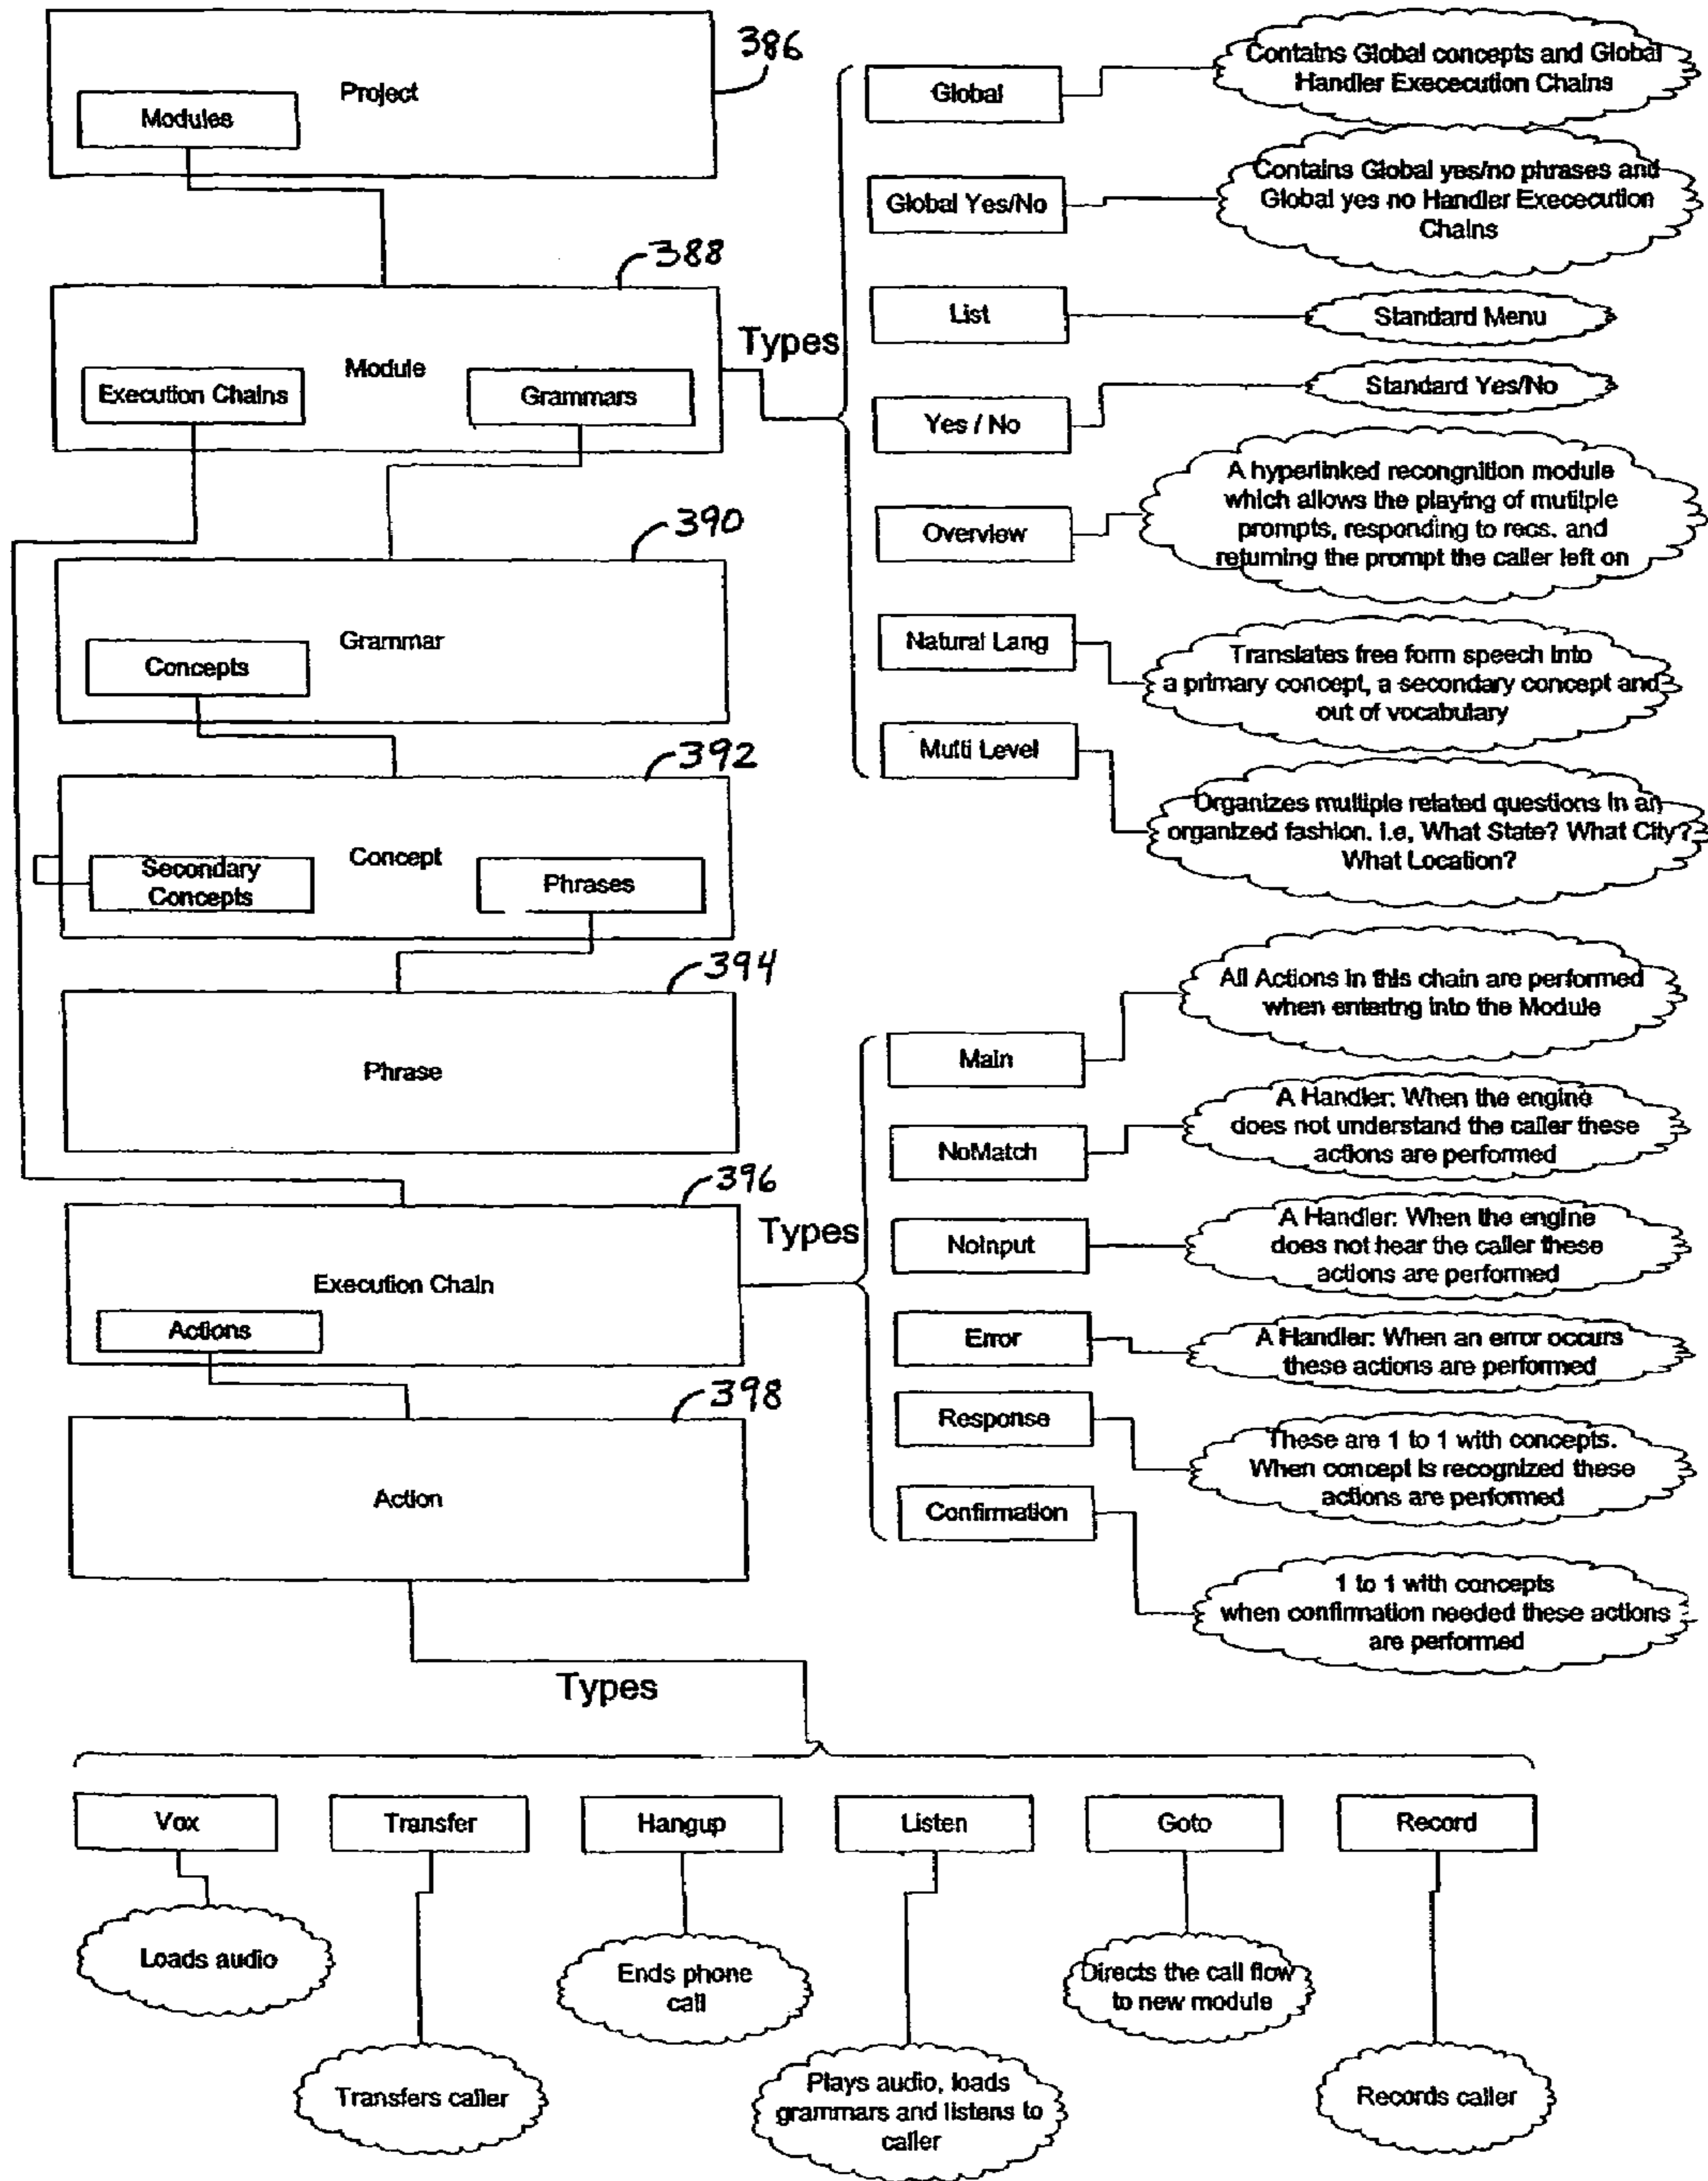 386
Project
Modules
388
Module
Execution Chains
Grammars
390
Grammar
Concepts
392
Concept
Secondary
Concepts
Phrases
394
Phrase
396
Execution Chain
Actions
398
Action
Types
Global
Contains Global concepts and Global
Handler Exececution Chains
Global Yes/No
Contains Global yes/no phrases and
Global yes no Handler Exececution
Chains
List
Standard Menu
Yes / No
Standard Yes/No
Overview
A hyperlinked recongnition module
which allows the playing of mutilple
prompts, responding to recs. and
returning the prompt the caller left on
Natural Lang
Translates free form speech into
a primary concept, a secondary concept and
out of vocabulary
Multi Level
Organizes multiple related questions in an
organized fashion. i.e, What State? What City?
What Location?
Types
Main
All Actions in this chain are performed
when entering into the Module
NoMatch
A Handler: When the engine
does not understand the caller these
actions are performed
NoInput
A Handler: When the engine
does not hear the caller these
actions are performed
Error
A Handler: When an error occurs
these actions are performed
Response
These are 1 to 1 with concepts.
When concept is recognized these
actions are performed
Confirmation
1 to 1 with concepts
when confirmation needed these actions
are performed
Types
Vox
Transfer
Hangup
Listen
Goto
Record
Loads audio
Transfers caller
Ends phone
call
Plays audio, loads
grammars and listens to
caller
Directs the call flow
to new module
Records caller